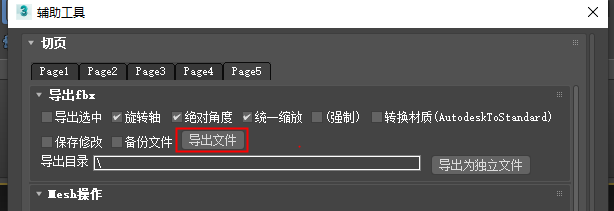 辅助工具
切页
Page1 Page2 Page3 Page4 Page5
导出fbx
导出选中 旋转轴 绝对角度 统一缩放 (强制) 转换材质(AutodeskToStandard)
保存修改 备份文件 导出文件
导出目录 \ 导出为独立文件
Mesh操作